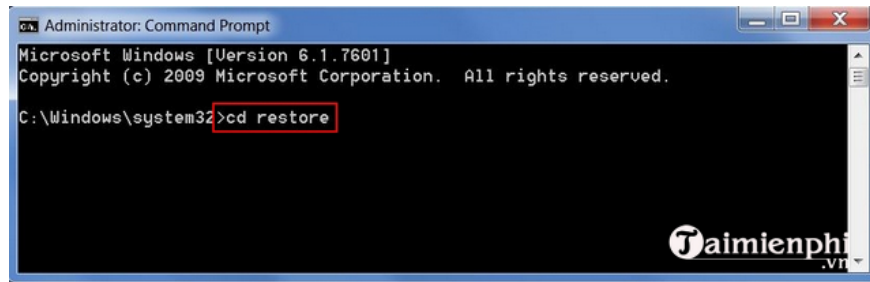 Administrator: Command Prompt
Microsoft Windows [Version 6.1.7601]
Copyright (c) 2009 Microsoft Corporation.  All rights reserved.
C:\Windows\system32>cd restore
Taimienphi
.vn